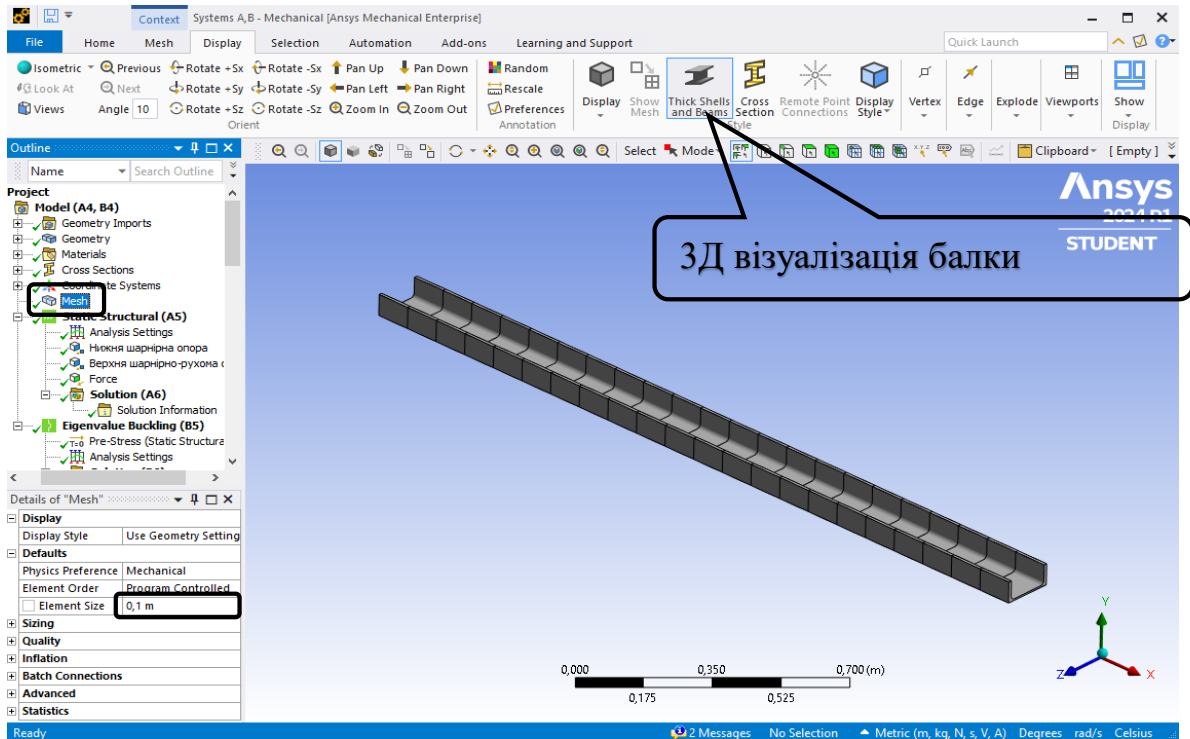 Context Systems A,B - Mechanical [Ansys Mechanical Enterprise]
File Home Mesh Display Selection Automation Add-ons Learning and Support Quick Launch
Isometric Previous Rotate +Sx Rotate -Sx Pan Up Pan Down Random
Look At Next Rotate +Sy Rotate -Sy Pan Left Pan Right Rescale
Views Angle 10 Rotate +Sz Rotate -Sz Zoom In Zoom Out Preferences
Display Show Mesh Thick Shells and Beams Cross Section Remote Point Connections Display Style Vertex Edge Explode Viewports Show
Orient Annotation Style Display
Outline
Select Mode Clipboard [ Empty ]
Name Search Outline
Project
Model (A4, B4)
Geometry Imports
Geometry
Materials
Cross Sections
Coordinate Systems
Mesh
Static Structural (A5)
Analysis Settings
Нижня шарнірна опора
Верхня шарнірно-рухома
Force
Solution (A6)
Solution Information
Eigenvalue Buckling (B5)
T=0 Pre-Stress (Static Structura
Analysis Settings
Details of "Mesh"
Display
Display Style Use Geometry Setting
Defaults
Physics Preference Mechanical
Element Order Program Controlled
Element Size 0,1 m
Sizing
Quality
Inflation
Batch Connections
Advanced
Statistics
Ansys
2024 R1
STUDENT
3Д візуалізація балки
0,000 0,350 0,700 (m)
0,175 0,525
Y
Z X
Ready 2 Messages No Selection Metric (m, kg, N, s, V, A) Degrees rad/s Celsius